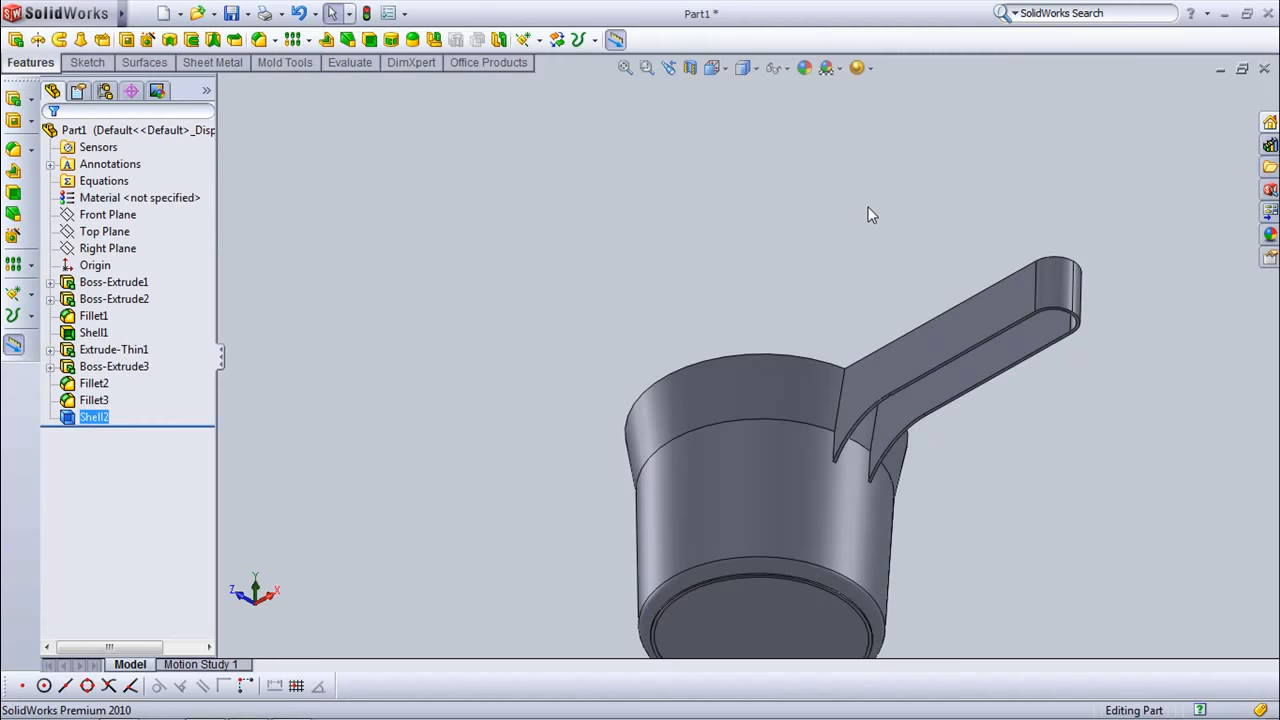 SolidWorks
Part1 *
SolidWorks Search
Features
Sketch
Surfaces
Sheet Metal
Mold Tools
Evaluate
DimXpert
Office Products
Part1 (Default<<Default>_Disp
Sensors
Annotations
Equations
Material <not specified>
Front Plane
Top Plane
Right Plane
Origin
Boss-Extrude1
Boss-Extrude2
Fillet1
Shell1
Extrude-Thin1
Boss-Extrude3
Fillet2
Fillet3
Shell2
Y
Z
X
Model
Motion Study 1
SolidWorks Premium 2010
Editing Part